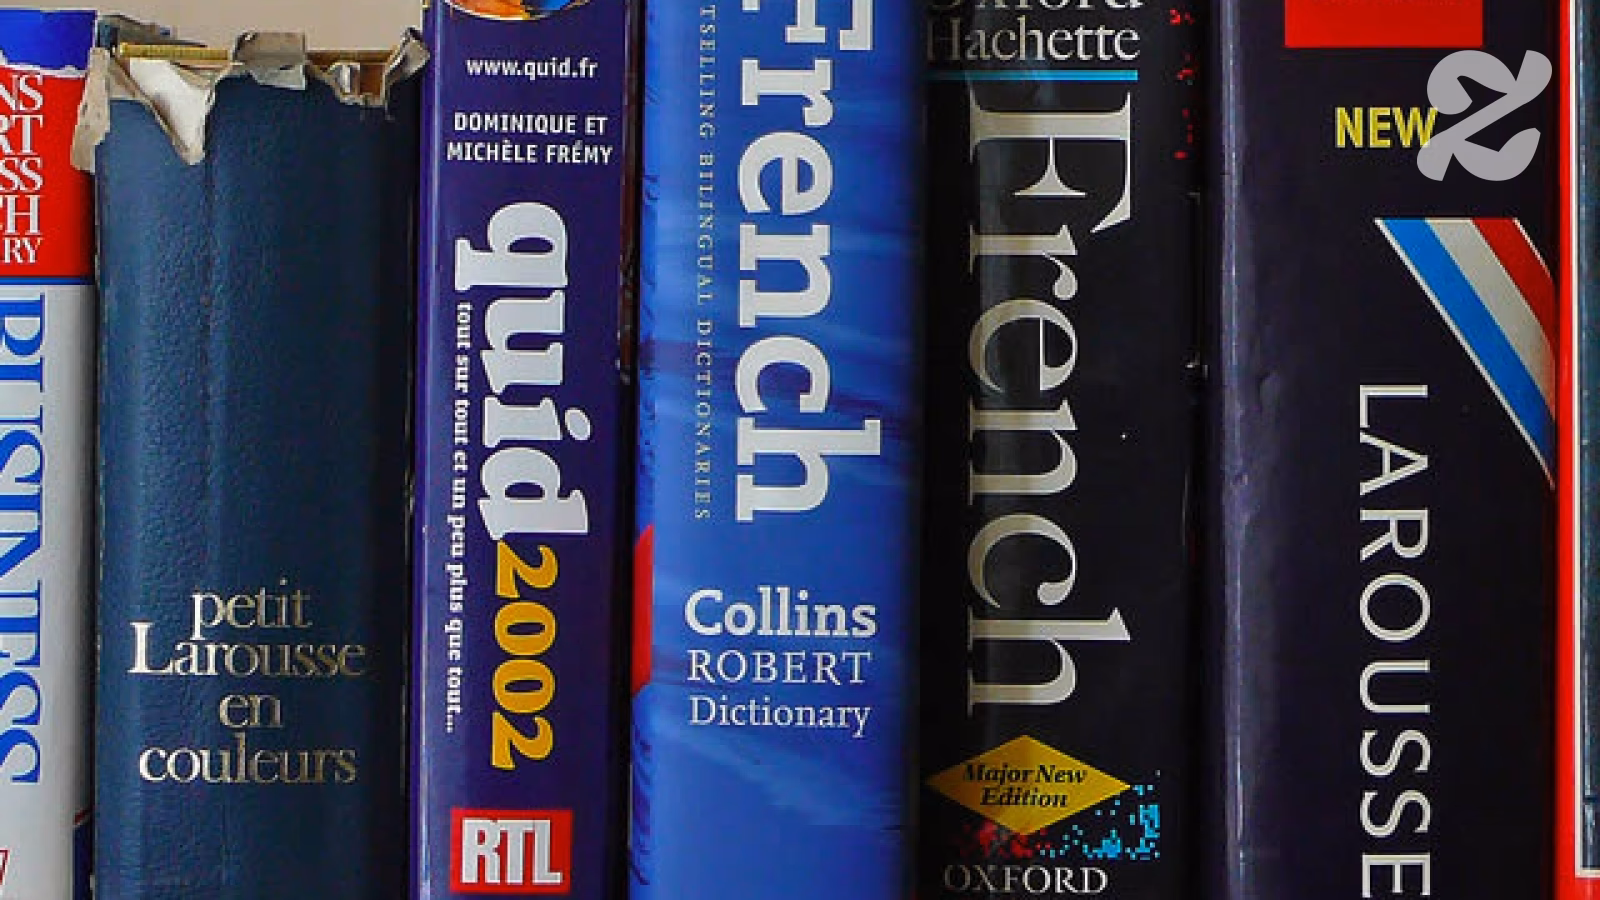 RY
BUSINESS
petit
Larousse
en
couleurs
www.quid.fr
DOMINIQUE ET
MICHÈLE FRÉMY
quid 2002
tout sur tout et un peu plus que tout...
RTL
French
BILINGUAL DICTIONARIES
Collins
ROBERT
Dictionary
Oxford
Hachette
French
Major New
Edition
OXFORD
NEW
LAROUSSE